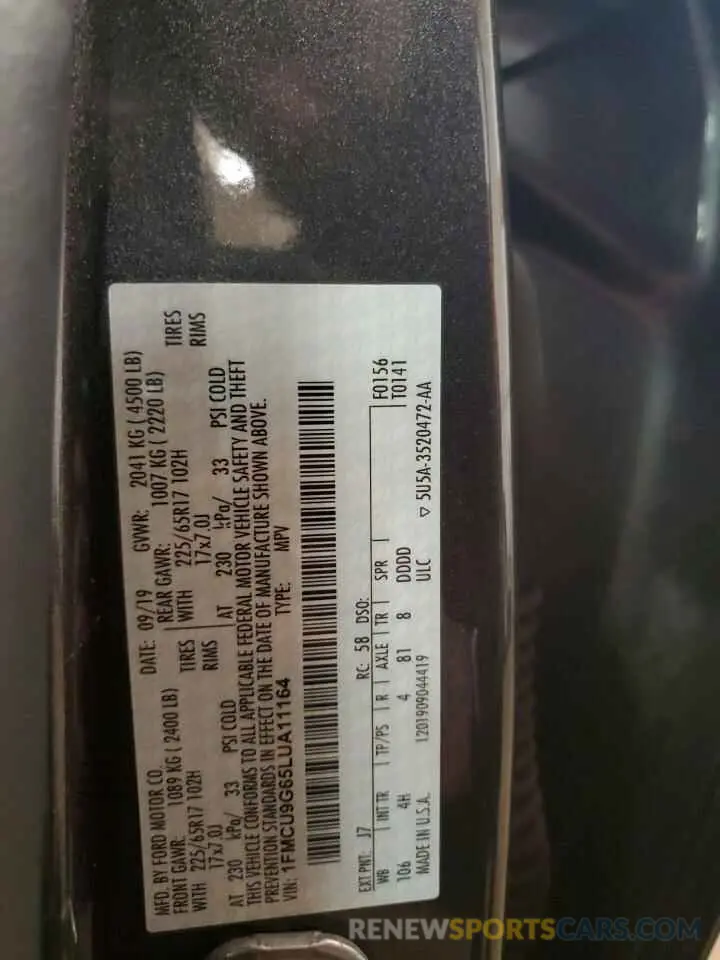 MFD. BY FORD MOTOR CO. DATE: 09/19 GVWR: 2041 KG ( 4500 LB)
FRONT GAWR: 1089 KG ( 2400 LB) REAR GAWR: 1007 KG ( 2220 LB)
WITH 225/65R17 102H TIRES WITH 225/65R17 102H TIRES
17x7.0J RIMS 17x7.0J RIMS
AT 230 kPa/ 33 PSI COLD AT 230 kPa/ 33 PSI COLD
THIS VEHICLE CONFORMS TO ALL APPLICABLE FEDERAL MOTOR VEHICLE SAFETY AND THEFT
PREVENTION STANDARDS IN EFFECT ON THE DATE OF MANUFACTURE SHOWN ABOVE.
VIN: 1FMCU9G65LUA11164 TYPE: MPV
EXT PNT: J7 RC: 58 DSO: F0156
WB INT TR TP/PS R AXLE TR SPR T0141
106 4H 4 81 8 DDDD
MADE IN U.S.A. 1201909044419 ULC ▽ 5U5A-3520472-AA
RENEWSPORTSCARS.COM